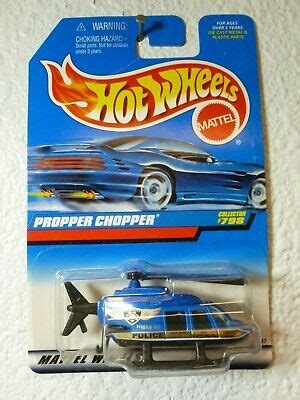 WARNING:
CHOKING HAZARD-
Small parts. Not for children
under 3 years.
FOR AGES
OVER 3 YEARS.
DIE CAST METAL &
PLASTIC PARTS.
Hot Wheels
®
MATTEL
PROPPER CHOPPER™
COLLECTOR
#798
POLICE
MATTEL W